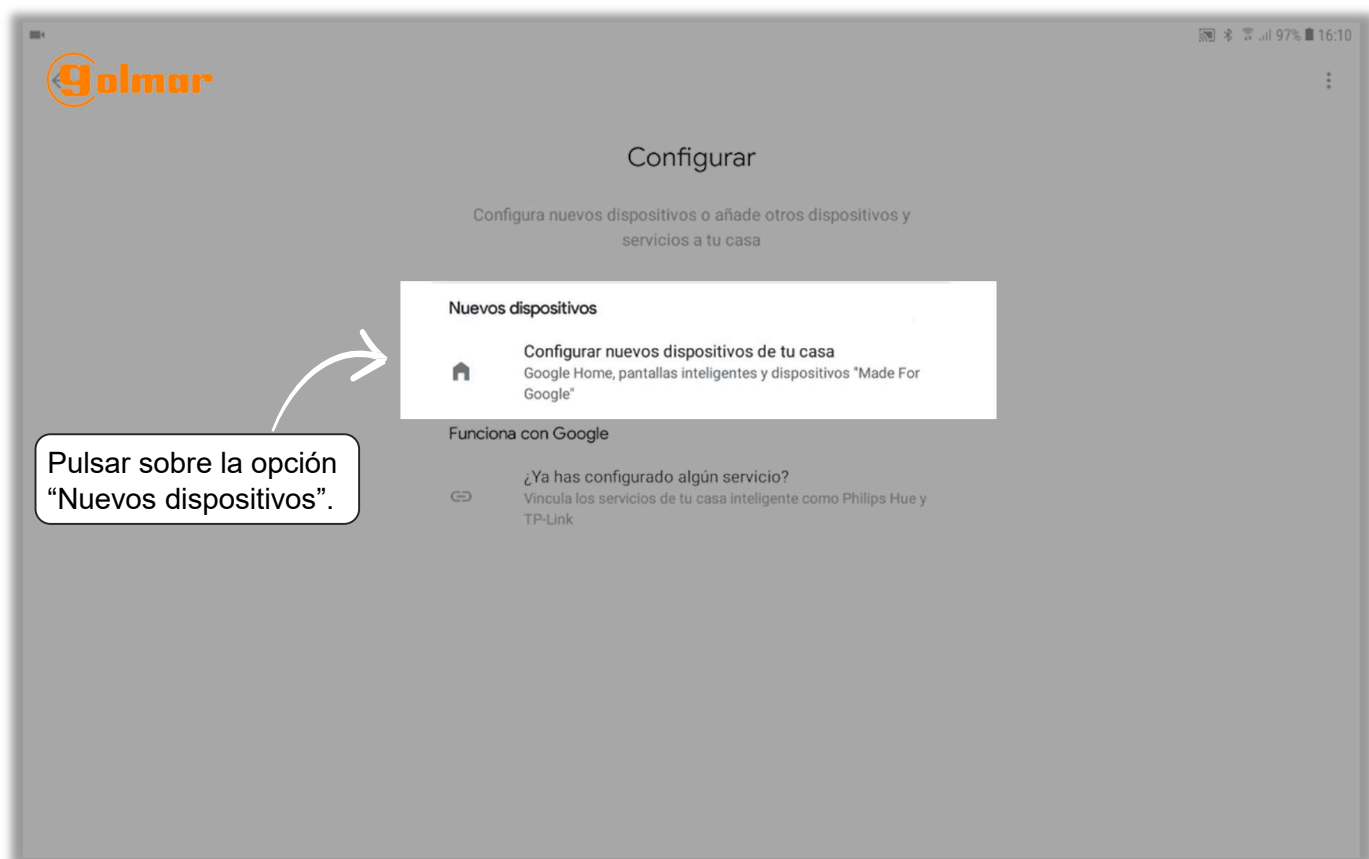 97% 16:10
golmar
Configurar
Configura nuevos dispositivos o añade otros dispositivos y
servicios a tu casa
Nuevos dispositivos
Configurar nuevos dispositivos de tu casa
Google Home, pantallas inteligentes y dispositivos "Made For
Google"
Funciona con Google
¿Ya has configurado algún servicio?
Vincula los servicios de tu casa inteligente como Philips Hue y
TP-Link
Pulsar sobre la opción
“Nuevos dispositivos”.